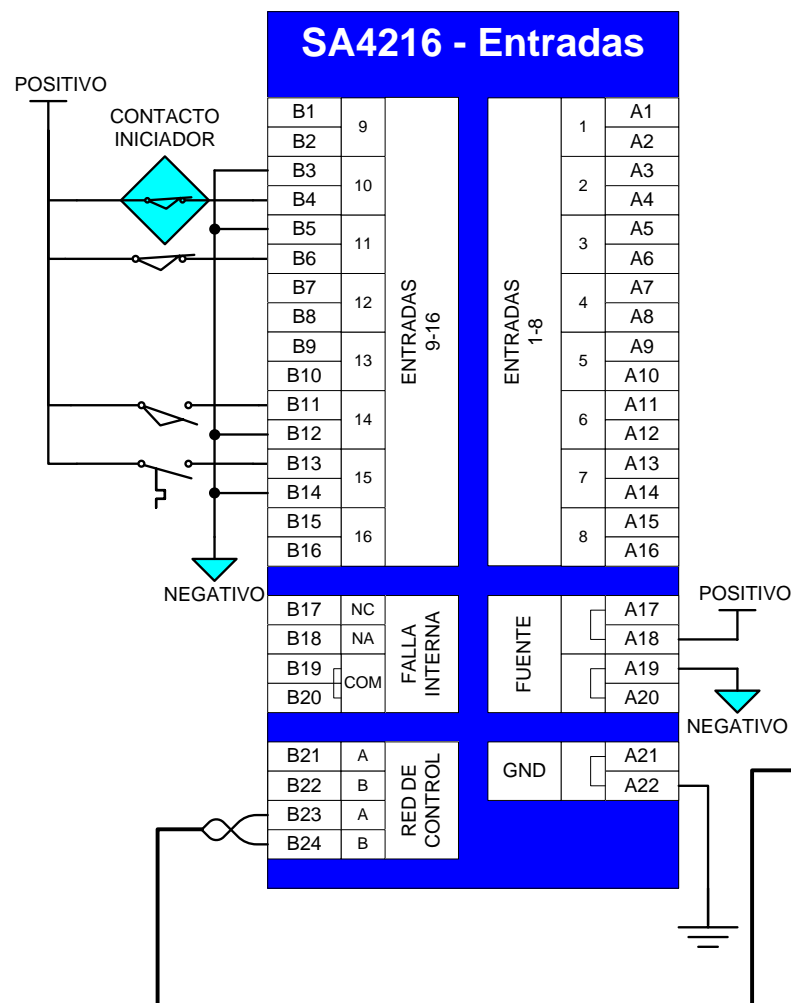 SA4216 - Entradas
POSITIVO
CONTACTO
INICIADOR
B1
B2
9
B3
B4
10
B5
B6
11
B7
B8
12
B9
B10
13
B11
B12
14
B13
B14
15
B15
B16
16
ENTRADAS
9-16
ENTRADAS
1-8
1
A1
A2
2
A3
A4
3
A5
A6
4
A7
A8
5
A9
A10
6
A11
A12
7
A13
A14
8
A15
A16
NEGATIVO
B17
NC
B18
NA
B19
B20
COM
FALLA
INTERNA
FUENTE
A17
A18
A19
A20
POSITIVO
NEGATIVO
B21
A
B22
B
B23
A
B24
B
RED DE
CONTROL
GND
A21
A22